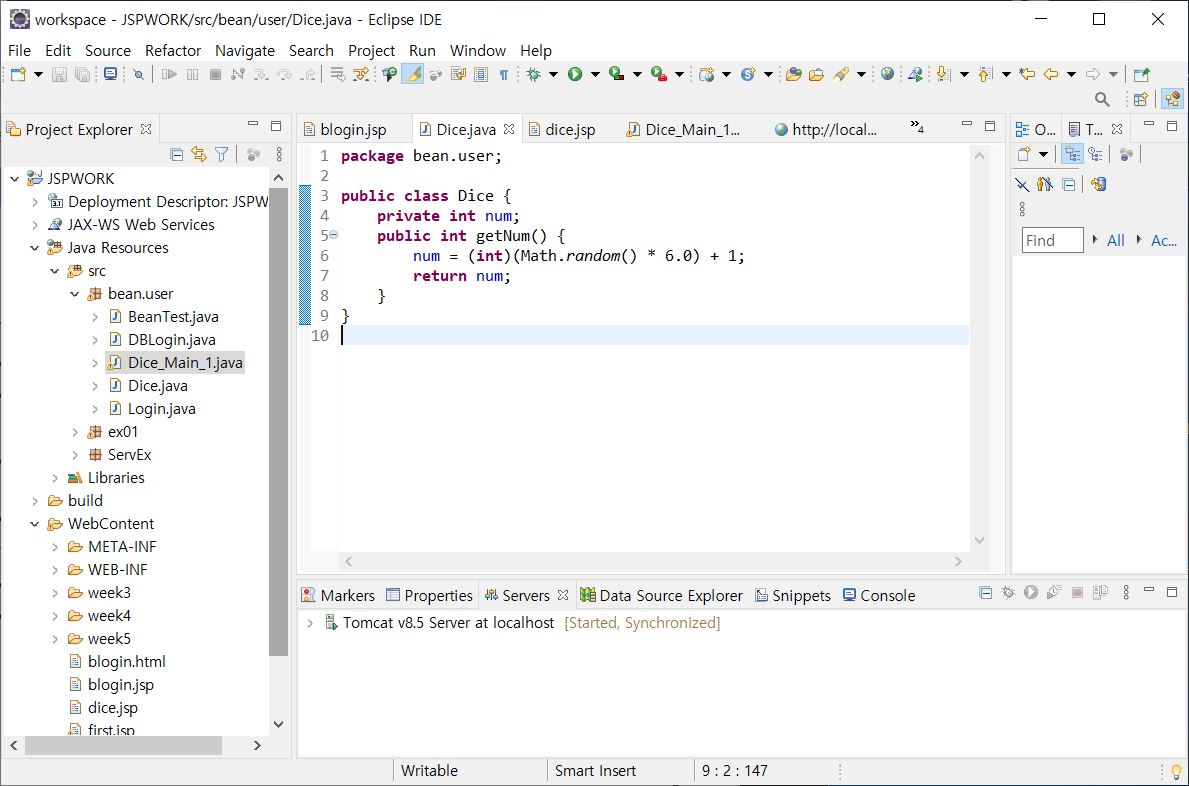 workspace - JSPWORK/src/bean/user/Dice.java - Eclipse IDE
File Edit Source Refactor Navigate Search Project Run Window Help
Project Explorer
JSPWORK
Deployment Descriptor: JSPW
JAX-WS Web Services
Java Resources
src
bean.user
BeanTest.java
DBLogin.java
Dice_Main_1.java
Dice.java
Login.java
ex01
ServEx
Libraries
build
WebContent
META-INF
WEB-INF
week3
week4
week5
blogin.html
blogin.jsp
dice.jsp
first.jsp
blogin.jsp Dice.java dice.jsp Dice_Main_1... http://local... »4
1 package bean.user;
2
3 public class Dice {
4 private int num;
5 public int getNum() {
6 num = (int)(Math.random() * 6.0) + 1;
7 return num;
8 }
9 }
10
O... T...
Find All Ac...
Markers Properties Servers Data Source Explorer Snippets Console
Tomcat v8.5 Server at localhost [Started, Synchronized]
Writable Smart Insert 9 : 2 : 147